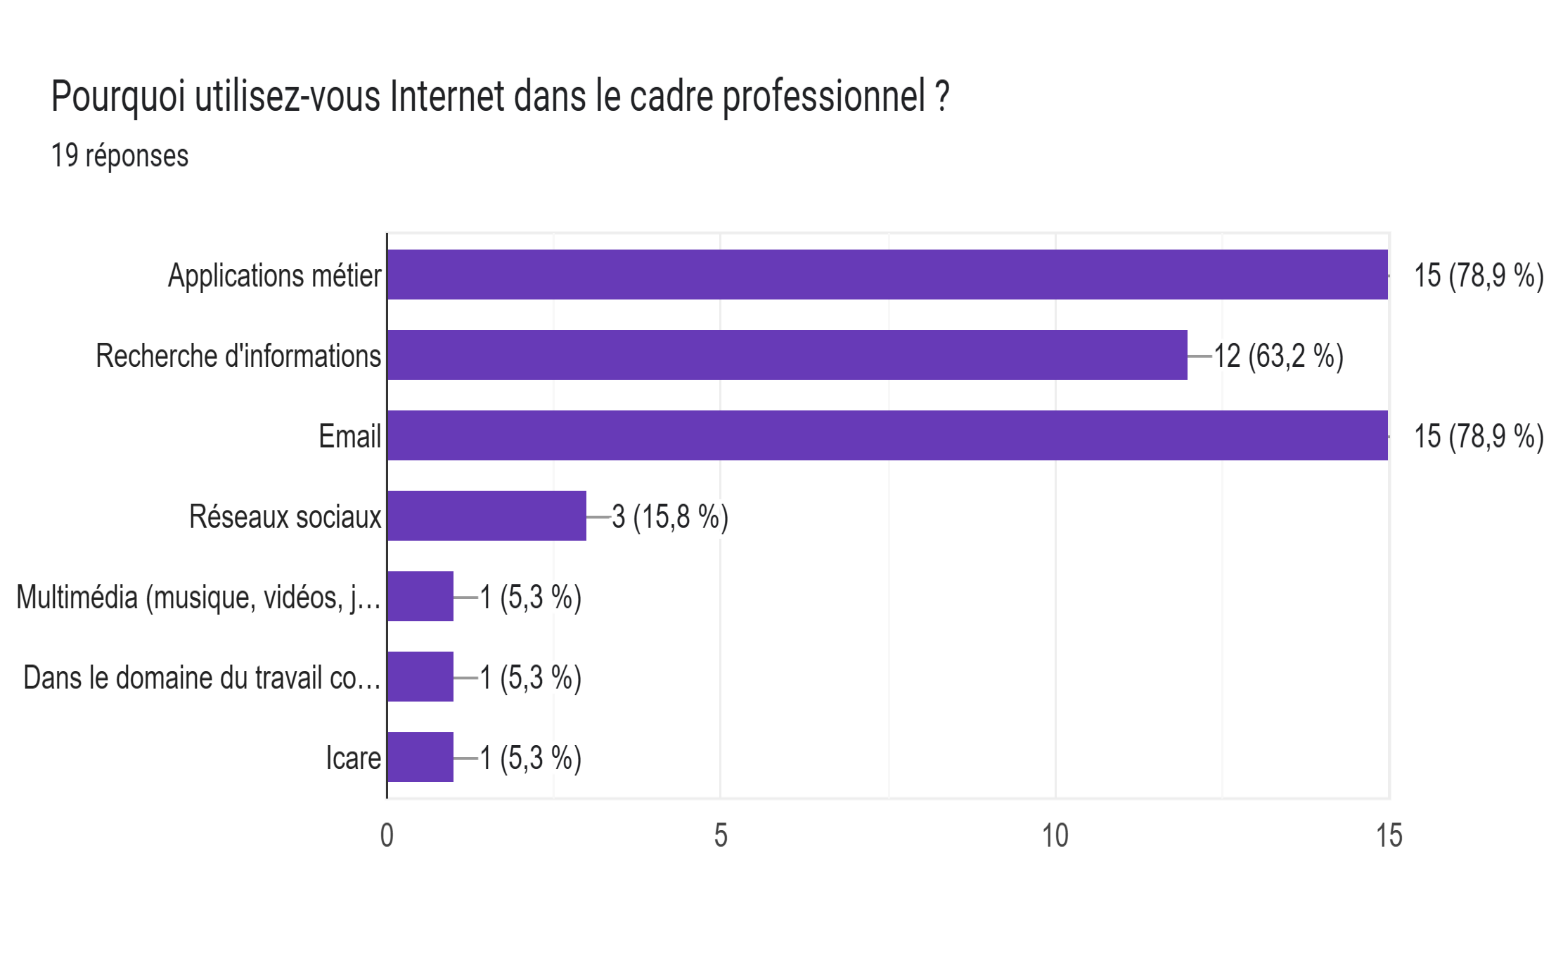 Pourquoi utilisez-vous Internet dans le cadre professionnel ?
19 réponses
Applications métier
15 (78,9 %)
Recherche d'informations
12 (63,2 %)
Email
15 (78,9 %)
Réseaux sociaux
3 (15,8 %)
Multimédia (musique, vidéos, j…
1 (5,3 %)
Dans le domaine du travail co…
1 (5,3 %)
Icare
1 (5,3 %)
0 5 10 15